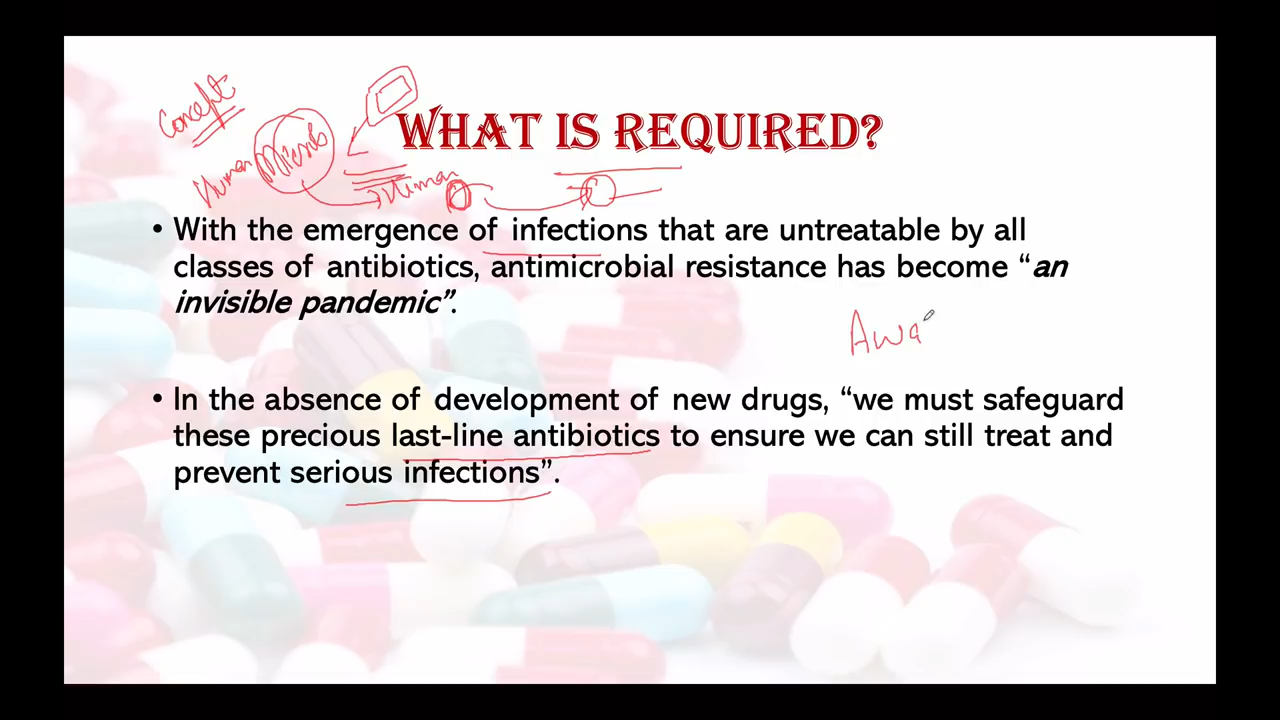 Concept
Human Microb
Human
WHAT IS REQUIRED?
• With the emergence of infections that are untreatable by all
classes of antibiotics, antimicrobial resistance has become “an
invisible pandemic”.
Awa
• In the absence of development of new drugs, “we must safeguard
these precious last-line antibiotics to ensure we can still treat and
prevent serious infections”.